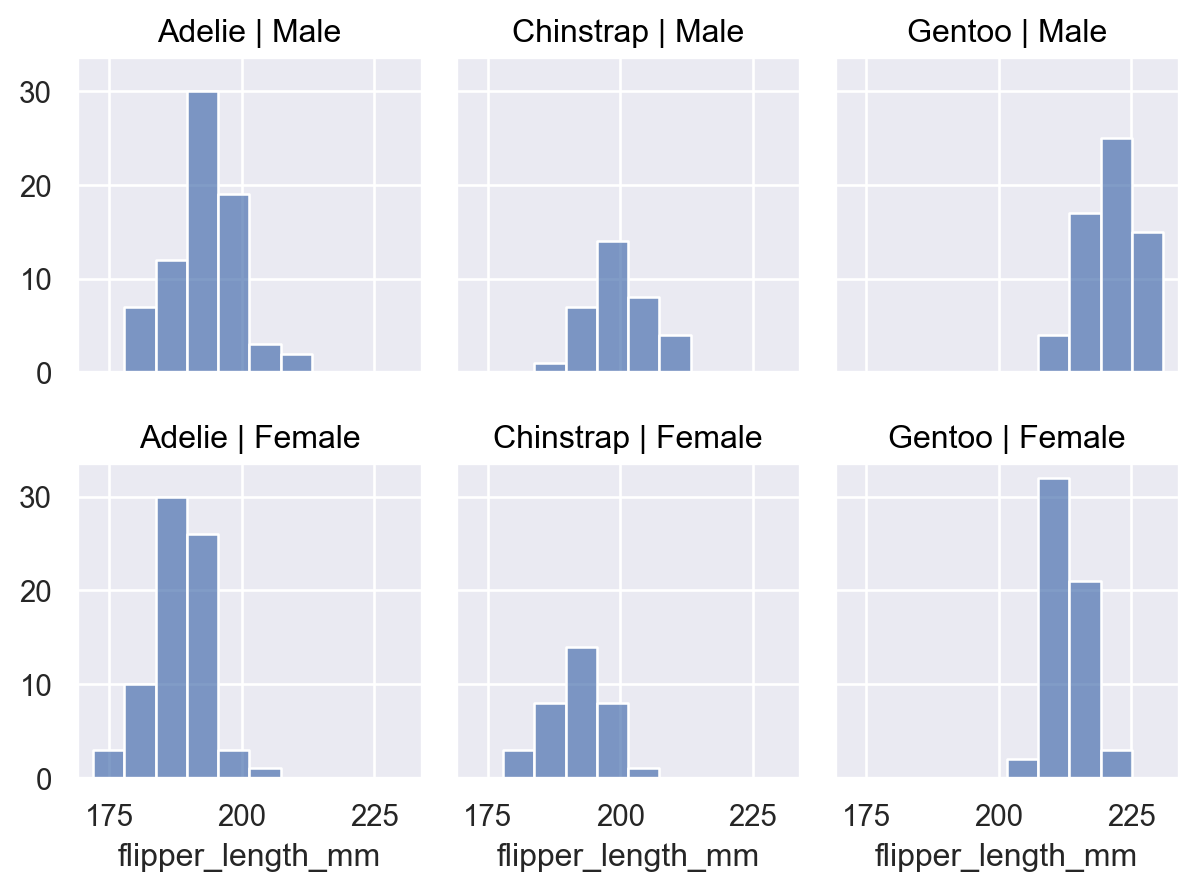 Adelie | Male
Chinstrap | Male
Gentoo | Male
30
20
10
0
Adelie | Female
Chinstrap | Female
Gentoo | Female
30
20
10
0
175 200 225
175 200 225
175 200 225
flipper_length_mm
flipper_length_mm
flipper_length_mm